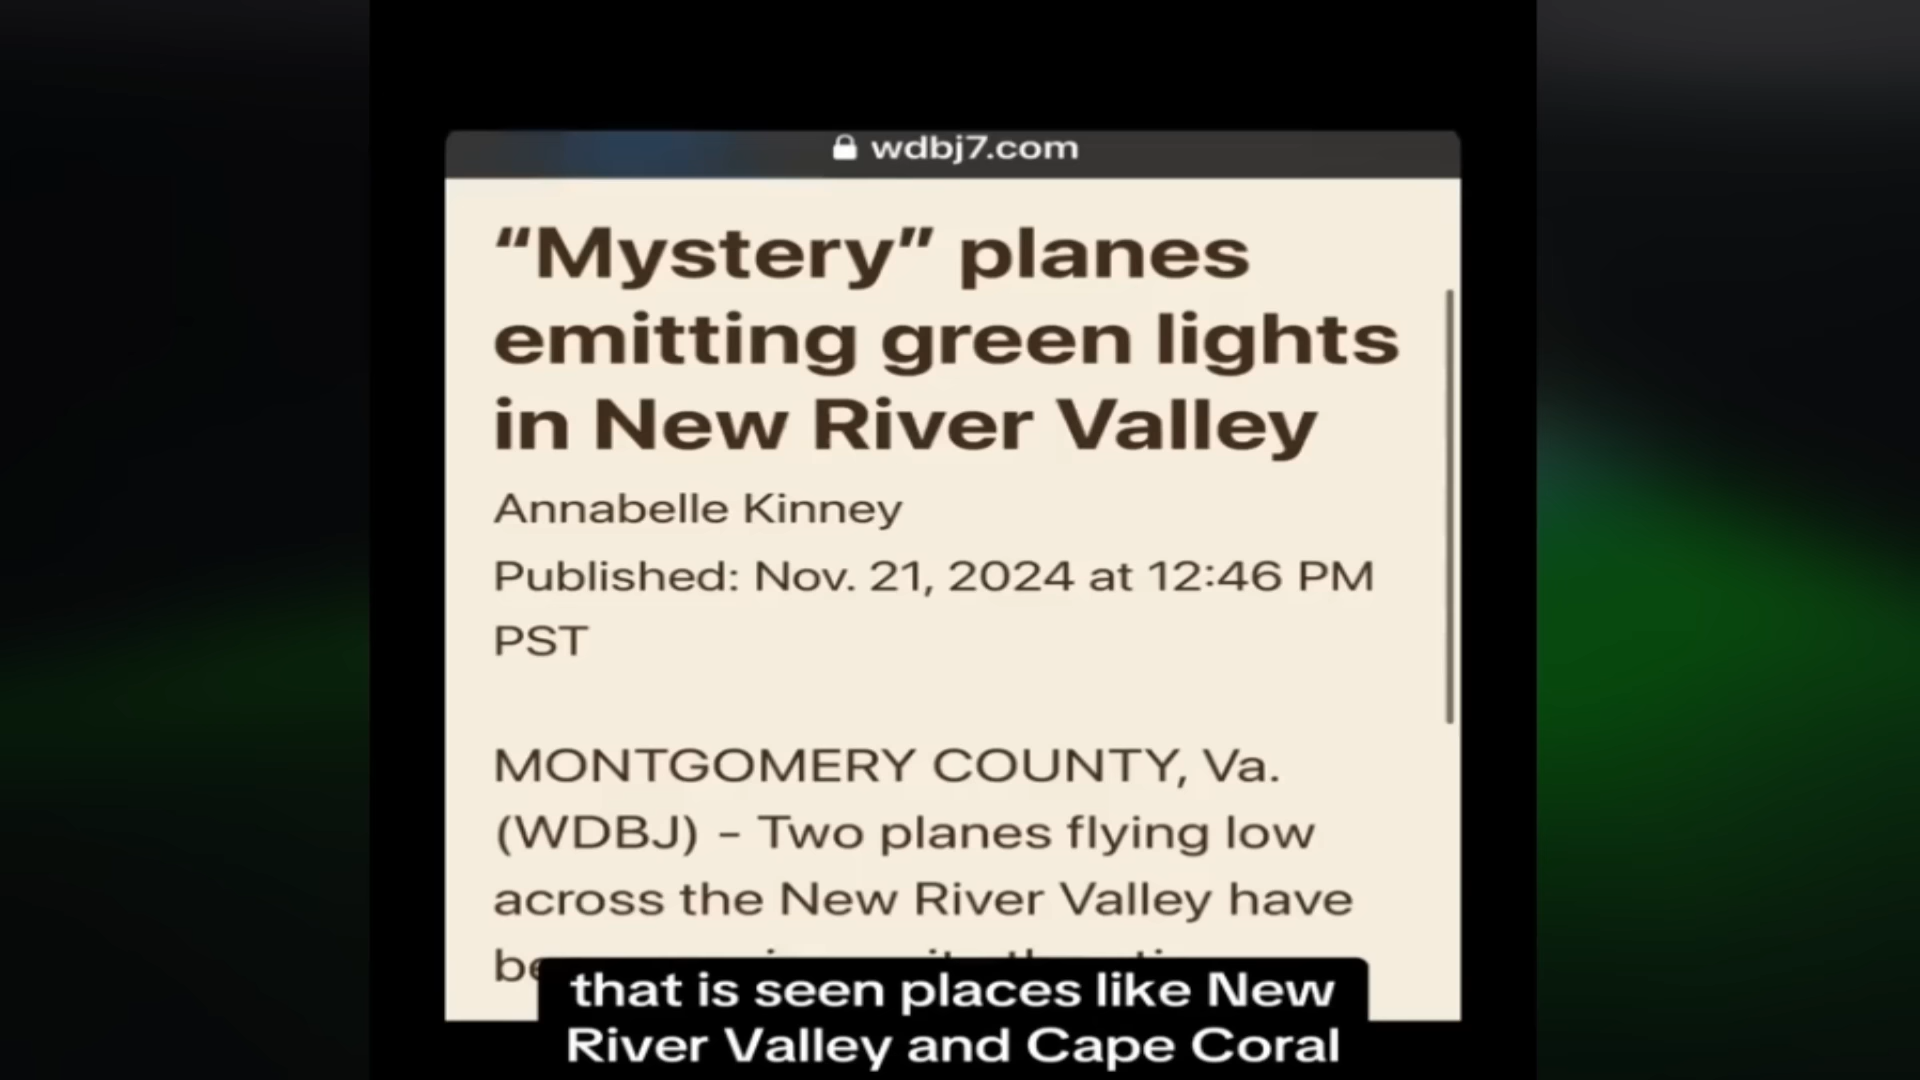 wdbj7.com
“Mystery” planes
emitting green lights
in New River Valley
Annabelle Kinney
Published: Nov. 21, 2024 at 12:46 PM
PST
MONTGOMERY COUNTY, Va.
(WDBJ) – Two planes flying low
across the New River Valley have
that is seen places like New
River Valley and Cape Coral